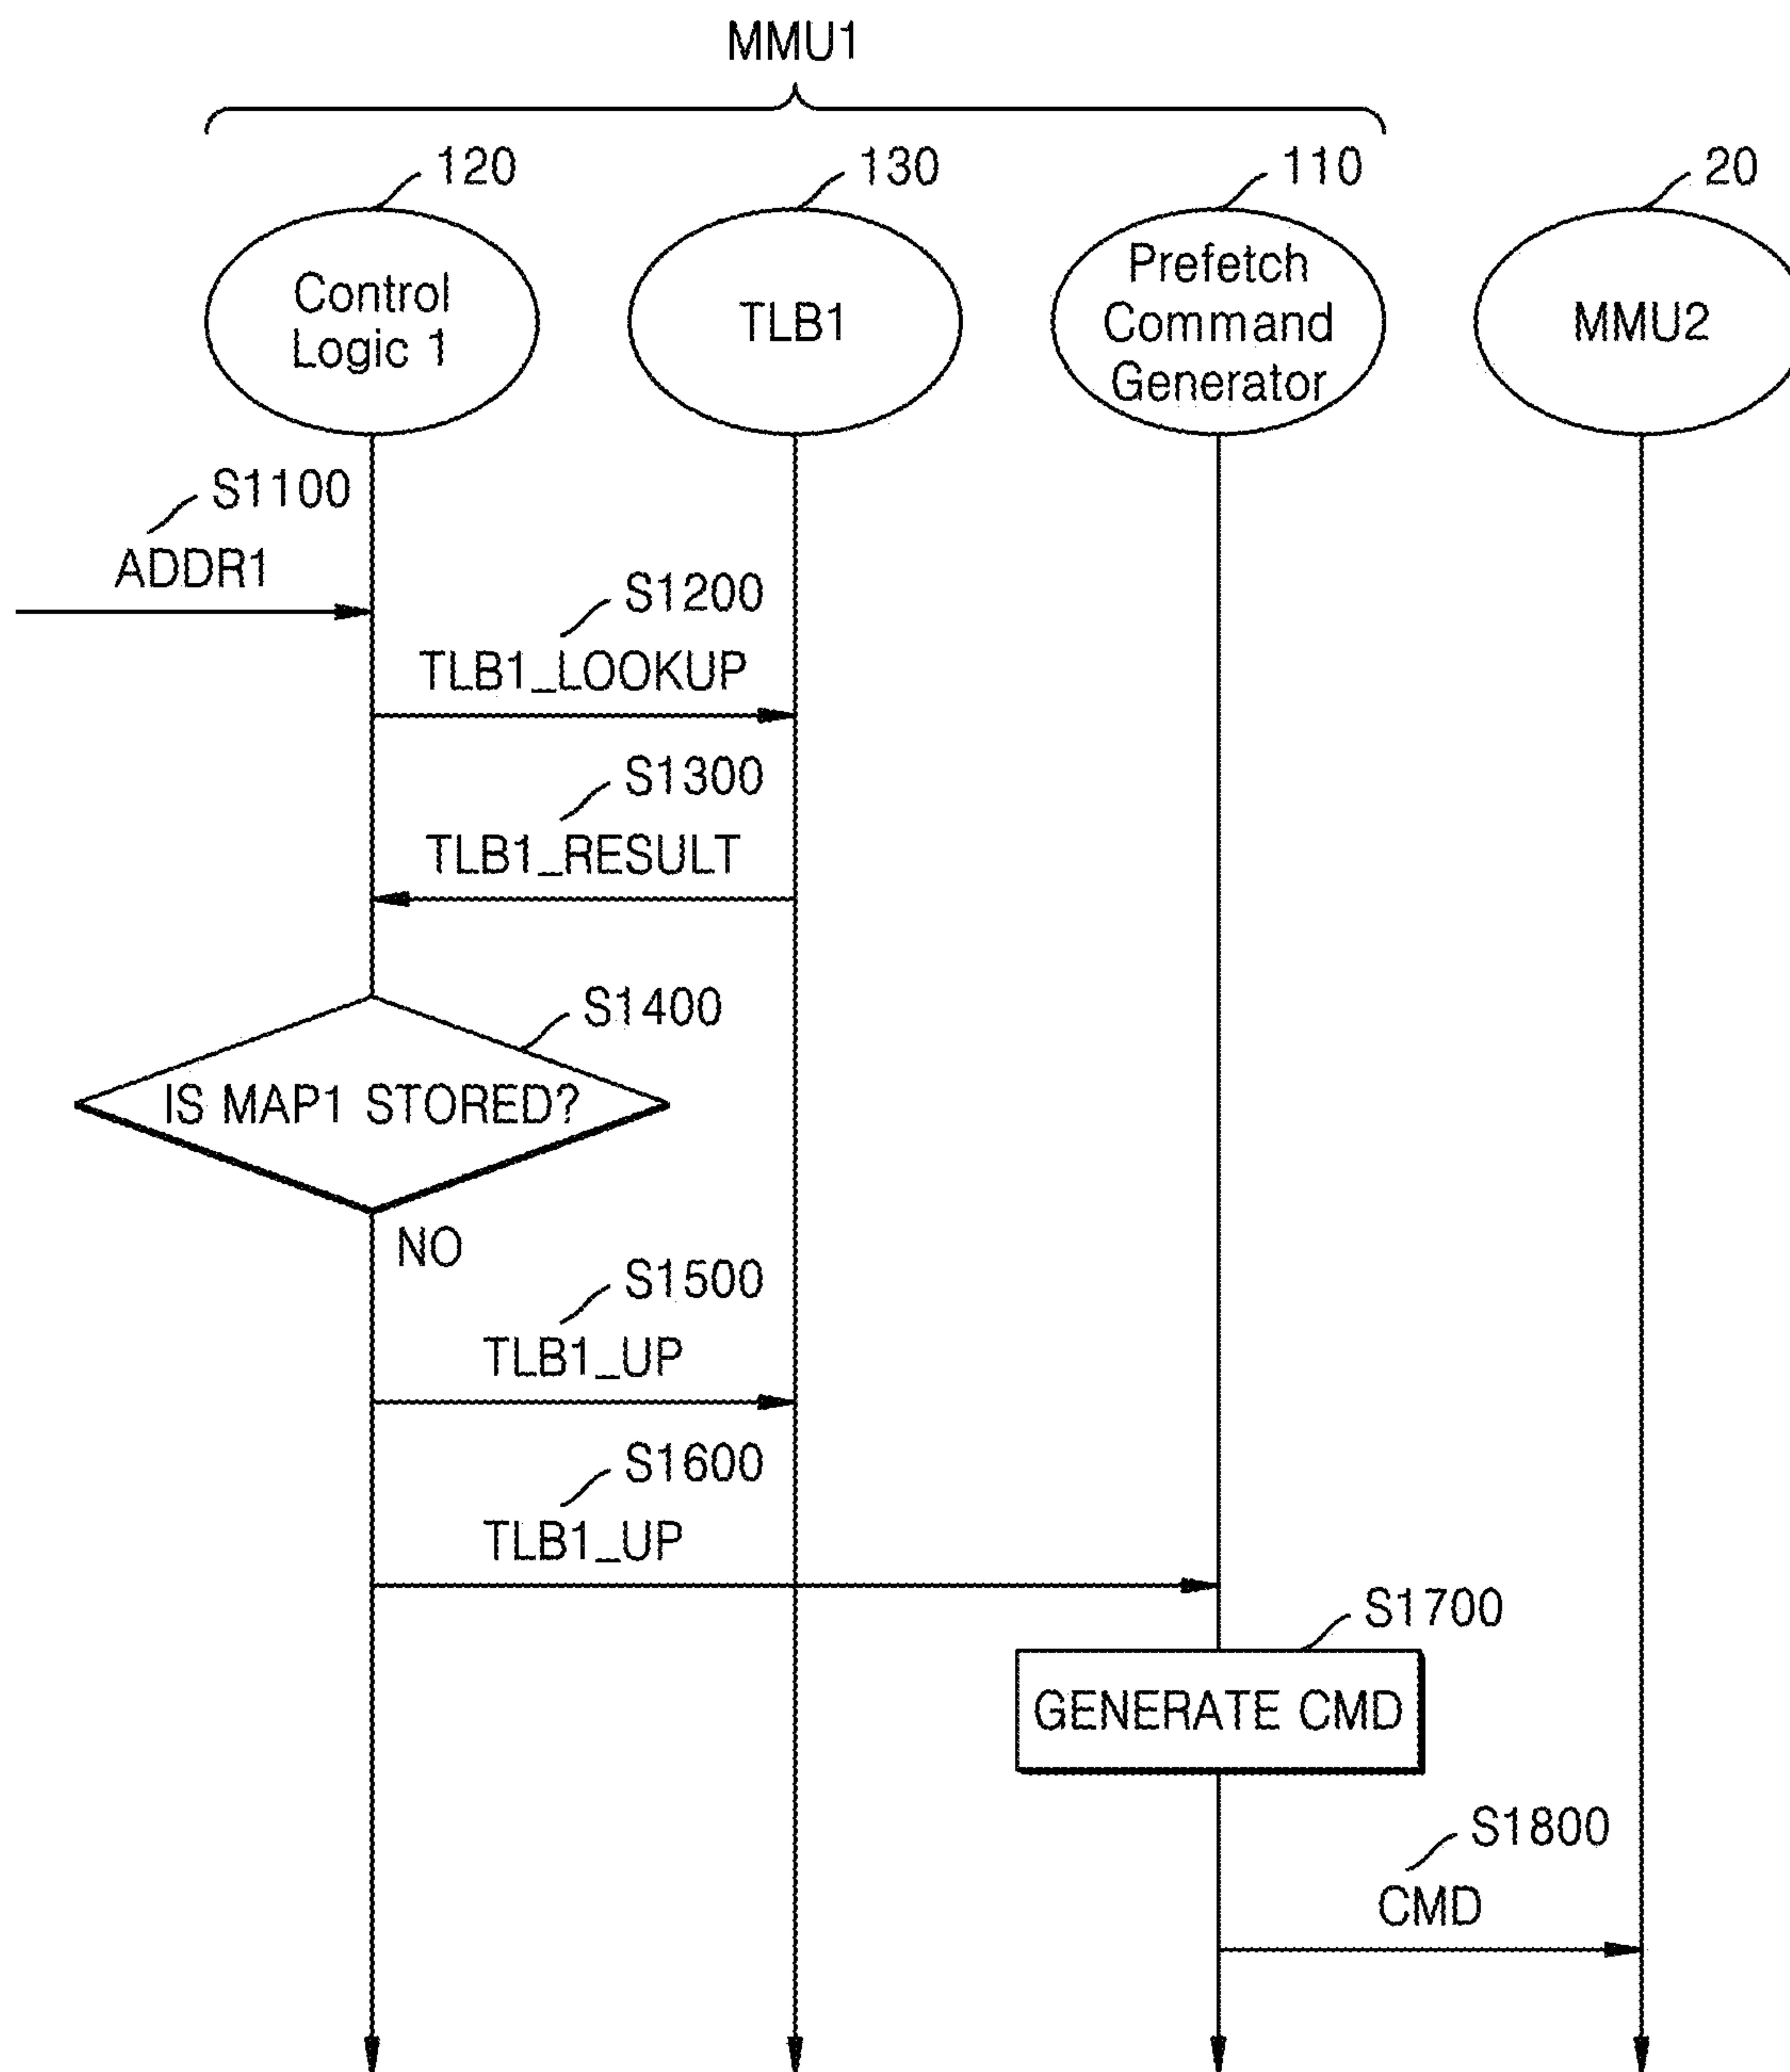 MMU1
120
130
110
20
Control
Logic 1
TLB1
Prefetch
Command
Generator
MMU2
S1100
ADDR1
S1200
TLB1_LOOKUP
S1300
TLB1_RESULT
S1400
IS MAP1 STORED?
NO
S1500
TLB1_UP
S1600
TLB1_UP
S1700
GENERATE CMD
S1800
CMD